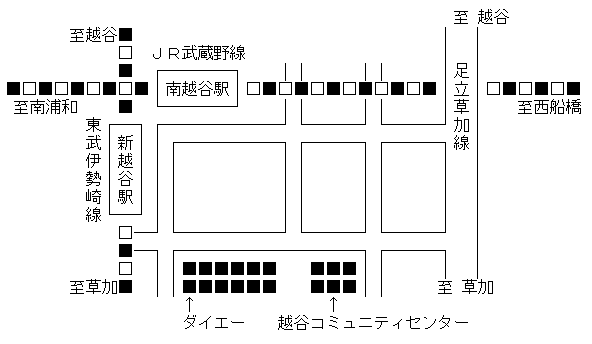 至 越谷
至越谷
ＪＲ武蔵野線
南越谷駅
至南浦和
至西船橋
足立草加線
東武伊勢崎線
新越谷駅
至草加
至 草加
↑
ダイエー
↑
越谷コミュニティセンター